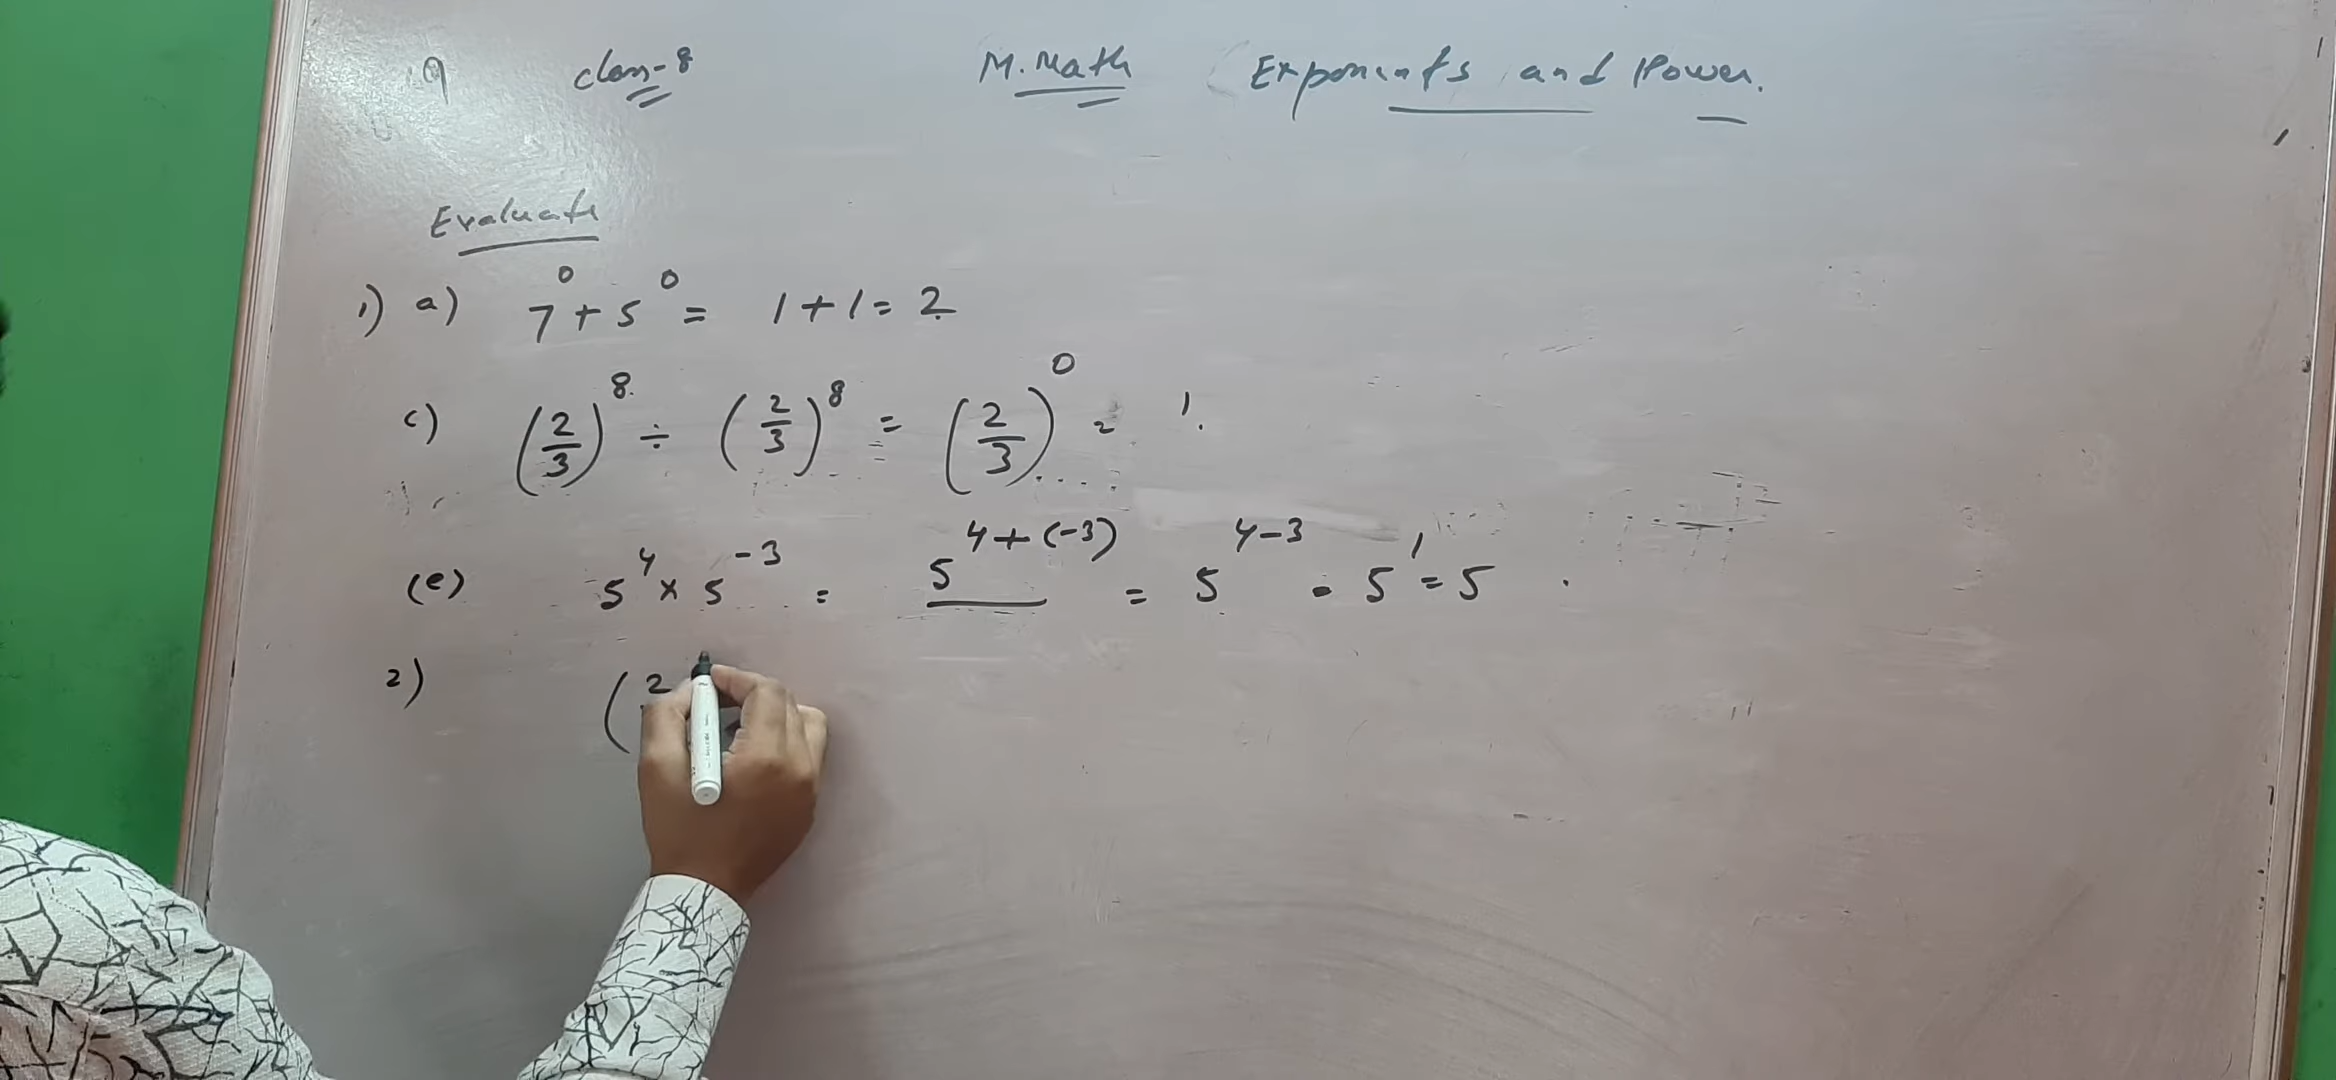 9 class-8 M.Math Exponents and Power.
Evaluate
1) a) 7⁰ + 5⁰ = 1 + 1 = 2
c) (2/3)⁸ ÷ (2/3)⁸ = (2/3)⁰ = 1.
(e) 5⁴ × 5⁻³ = 5⁴⁺⁽⁻³⁾ = 5⁴⁻³ = 5¹ = 5
2) (2